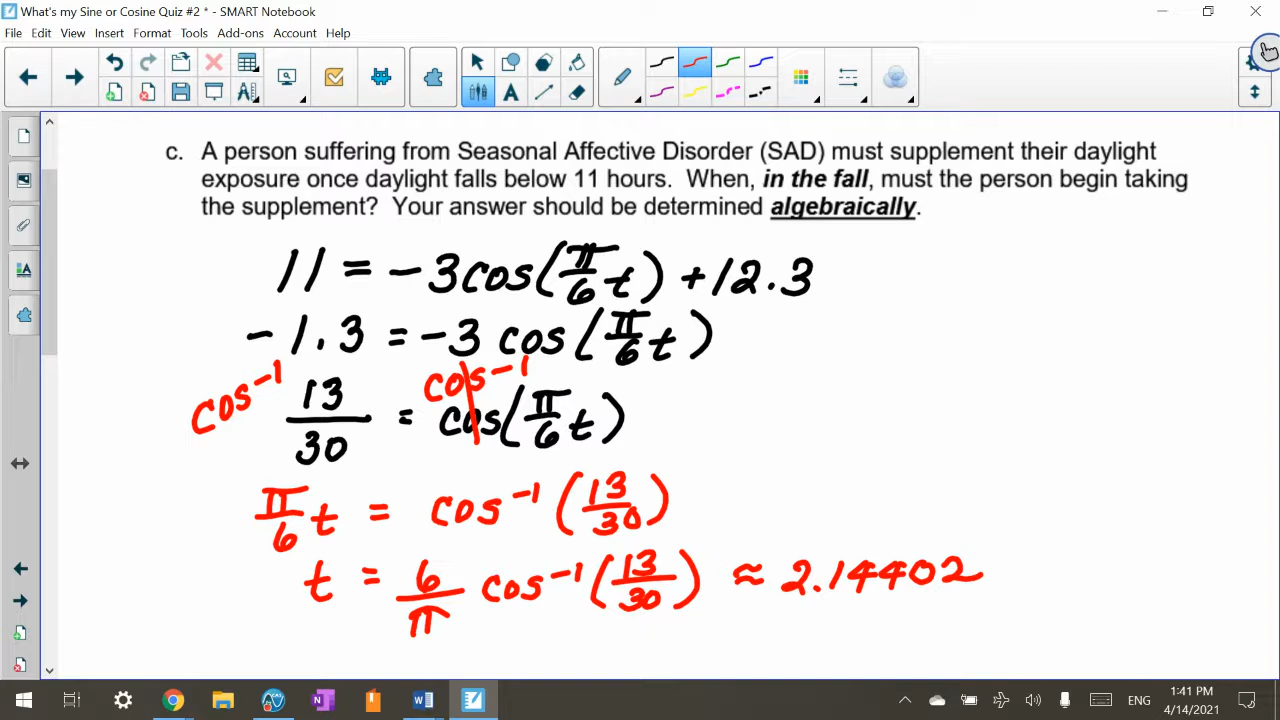 What's my Sine or Cosine Quiz #2 * - SMART Notebook
File Edit View Insert Format Tools Add-ons Account Help
c. A person suffering from Seasonal Affective Disorder (SAD) must supplement their daylight
exposure once daylight falls below 11 hours. When, in the fall, must the person begin taking
the supplement? Your answer should be determined algebraically.
11 = -3cos(π/6 t) + 12.3
-1.3 = -3 cos(π/6 t)
cos⁻¹ 13/30 = cos⁻¹ cos(π/6 t)
π/6 t = cos⁻¹(13/30)
t = 6/π cos⁻¹(13/30) ≈ 2.14402
ENG
1:41 PM
4/14/2021